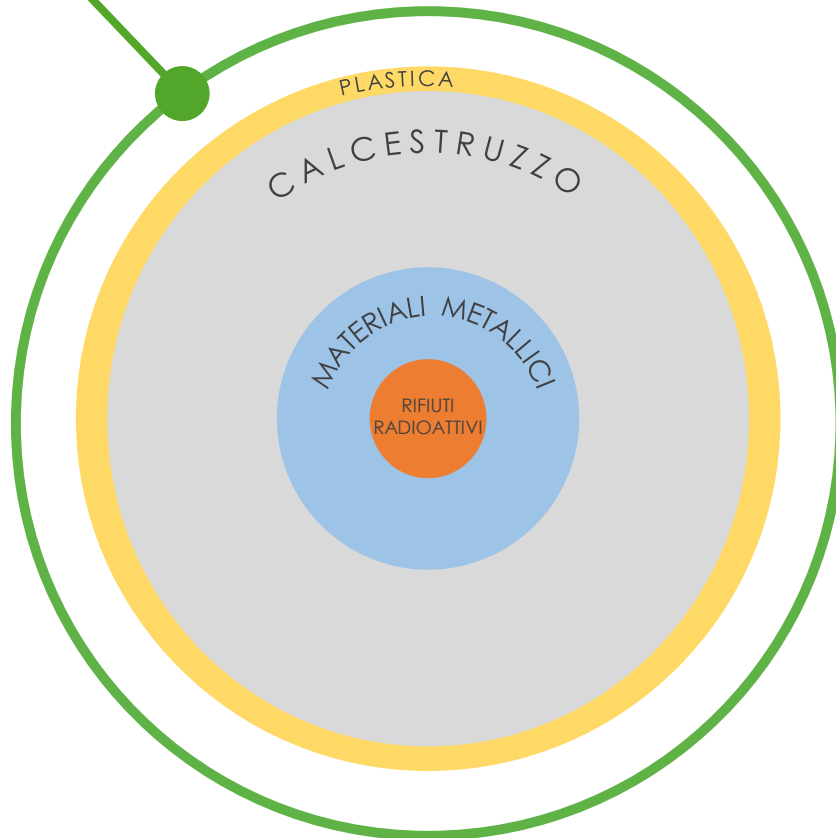 PLASTICA
CALCESTRUZZO
MATERIALI METALLICI
RIFIUTI
RADIOATTIVI